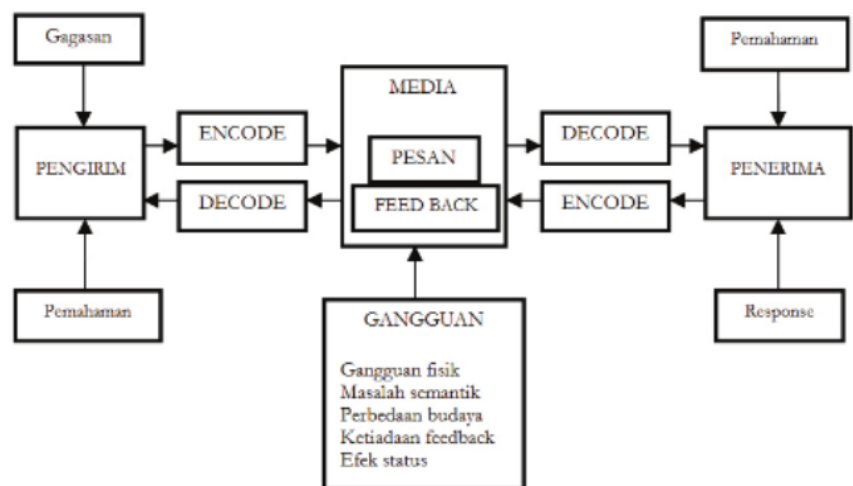 Gagasan
Pemahaman
MEDIA
ENCODE
DECODE
PESAN
PENGIRIM
PENERIMA
DECODE
FEED BACK
ENCODE
Pemahaman
GANGGUAN
Response
Gangguan fisik
Masalah semantik
Perbedaan budaya
Ketiadaan feedback
Efek status